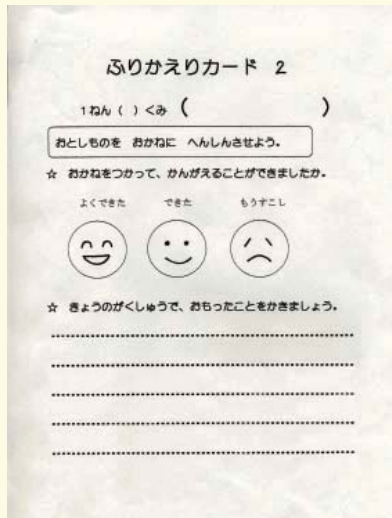 ふりかえりカード 2
1ねん ( ) くみ ( )
おとしものを おかねに へんしんさせよう。
☆ おかねをつかって、かんがえることができましたか。
よくできた できた もうすこし
☆ きょうのがくしゅうで、おもったことをかきましょう。